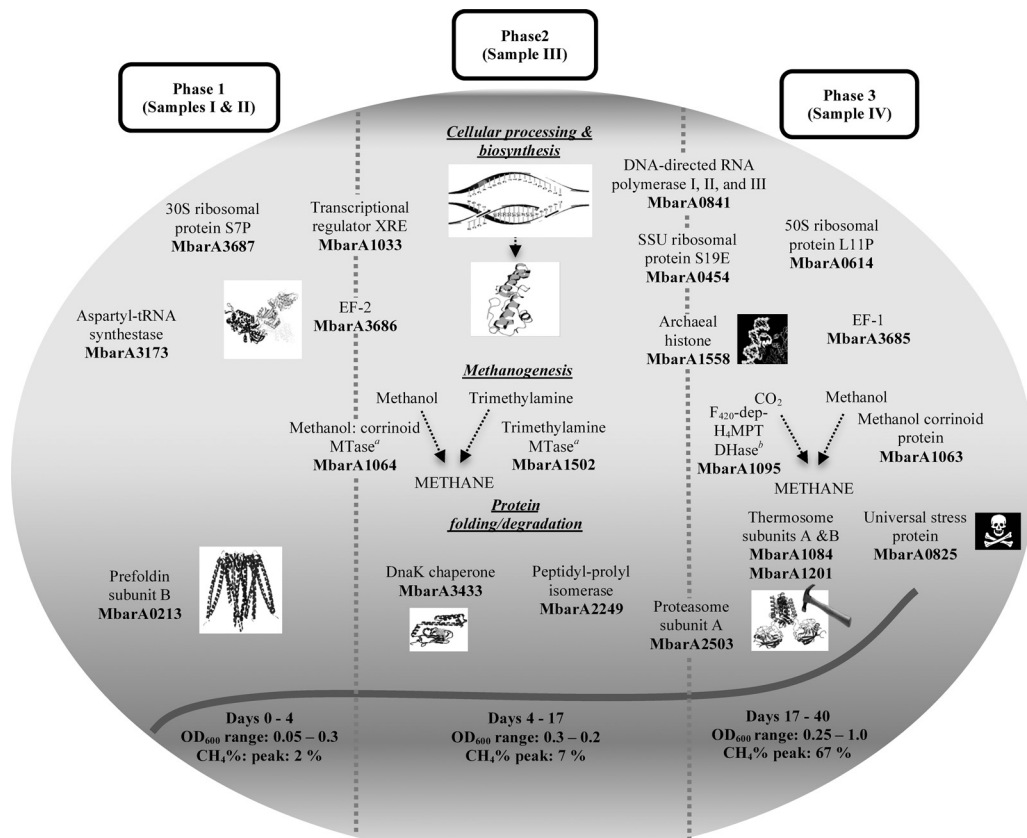 Phase 1
(Samples I & II)
Phase2
(Sample III)
Phase 3
(Sample IV)
Cellular processing &
biosynthesis
30S ribosomal
protein S7P
MbarA3687
Transcriptional
regulator XRE
MbarA1033
DNA-directed RNA
polymerase I, II, and III
MbarA0841
SSU ribosomal
protein S19E
MbarA0454
50S ribosomal
protein L11P
MbarA0614
Aspartyl-tRNA
synthestase
MbarA3173
EF-2
MbarA3686
Archaeal
histone
MbarA1558
EF-1
MbarA3685
Methanogenesis
Methanol
Trimethylamine
Methanol: corrinoid
MTaseᵃ
MbarA1064
Trimethylamine
MTaseᵃ
MbarA1502
METHANE
CO₂
Methanol
F₄₂₀-dep-
H₄MPT
DHaseᵇ
MbarA1095
Methanol corrinoid
protein
MbarA1063
METHANE
Protein
folding/degradation
Prefoldin
subunit B
MbarA0213
DnaK chaperone
MbarA3433
Peptidyl-prolyl
isomerase
MbarA2249
Thermosome
subunits A &B
MbarA1084
MbarA1201
Universal stress
protein
MbarA0825
Proteasome
subunit A
MbarA2503
Days 0 - 4
OD₆₀₀ range: 0.05 – 0.3
CH₄%: peak: 2 %
Days 4 - 17
OD₆₀₀ range: 0.3 – 0.2
CH₄% peak: 7 %
Days 17 - 40
OD₆₀₀ range: 0.25 – 1.0
CH₄% peak: 67 %